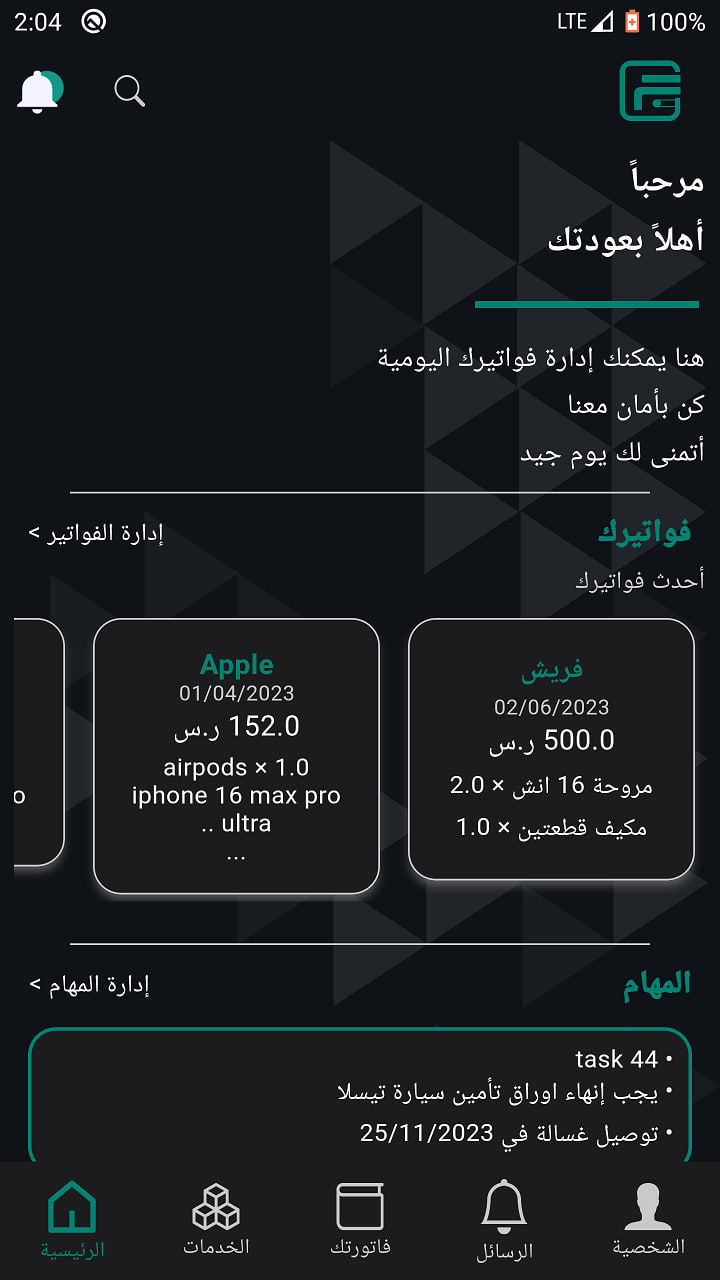 2:04
LTE 100%
مرحباً
أهلاً بعودتك
هنا يمكنك إدارة فواتيرك اليومية
كن بأمان معنا
أتمنى لك يوم جيد
فواتيرك
إدارة الفواتير >
أحدث فواتيرك
فريش
02/06/2023
500.0 ر.س
مروحة 16 انش × 2.0
مكيف قطعتين × 1.0
Apple
01/04/2023
152.0 ر.س
airpods × 1.0
iphone 16 max pro
ultra ..
...
o
المهام
إدارة المهام >
• task 44
• يجب إنهاء اوراق تأمين سيارة تيسلا
• توصيل غسالة في 25/11/2023
الشخصية
الرسائل
فاتورتك
الخدمات
الرئيسية